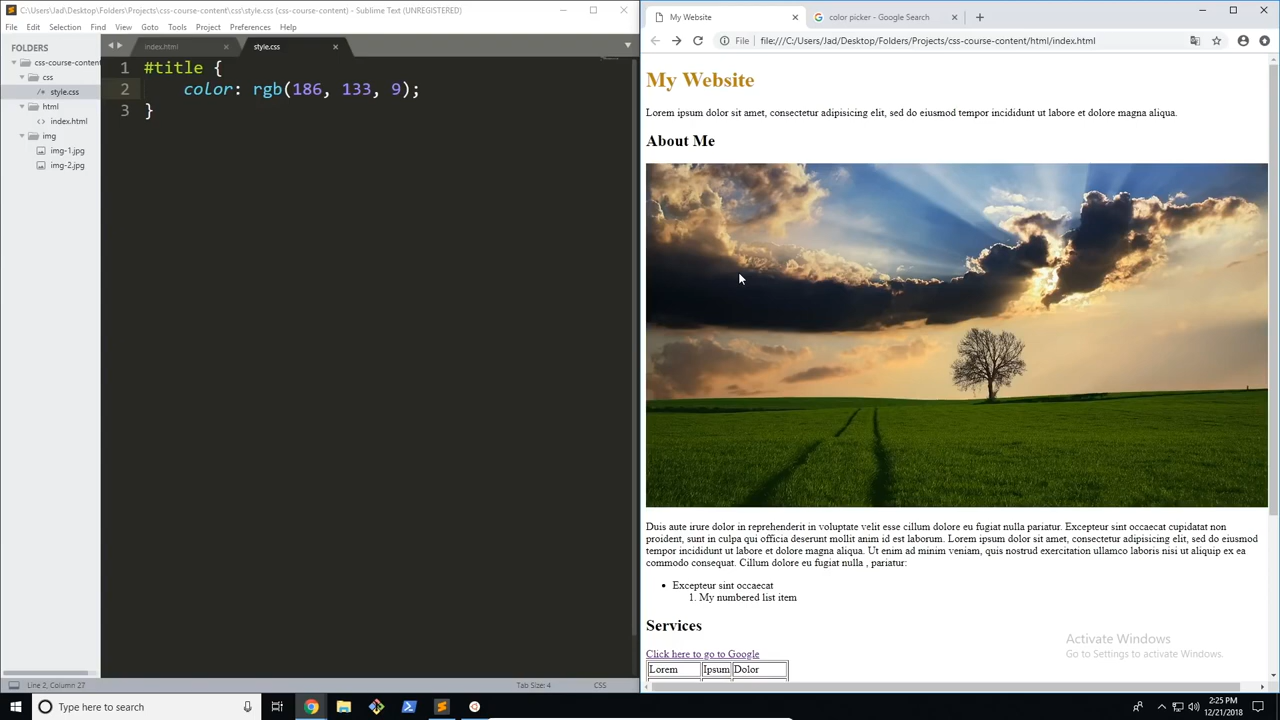 C:\Users\Jad\Desktop\Folders\Projects\css-course-content\css\style.css (css-course-content) - Sublime Text (UNREGISTERED)
File Edit Selection Find View Goto Tools Project Preferences Help
FOLDERS
css-course-content
css
/* style.css
html
<> index.html
img
img-1.jpg
img-2.jpg
index.html × style.css ×
1 #title {
2 color: rgb(186, 133, 9);
3 }
Line 2, Column 27 Tab Size: 4 CSS
My Website × color picker - Google Search × +
File file:///C:/Users/Jad/Desktop/Folders/Projects/css-course-content/html/index.html
My Website
Lorem ipsum dolor sit amet, consectetur adipisicing elit, sed do eiusmod tempor incididunt ut labore et dolore magna aliqua.
About Me
Duis aute irure dolor in reprehenderit in voluptate velit esse cillum dolore eu fugiat nulla pariatur. Excepteur sint occaecat cupidatat non
proident, sunt in culpa qui officia deserunt mollit anim id est laborum. Lorem ipsum dolor sit amet, consectetur adipisicing elit, sed do eiusmod
tempor incididunt ut labore et dolore magna aliqua. Ut enim ad minim veniam, quis nostrud exercitation ullamco laboris nisi ut aliquip ex ea
commodo consequat. Cillum dolore eu fugiat nulla , pariatur:
• Excepteur sint occaecat
1. My numbered list item
Services
Click here to go to Google
Lorem Ipsum Dolor
Activate Windows
Go to Settings to activate Windows.
Type here to search
2:25 PM
12/21/2018